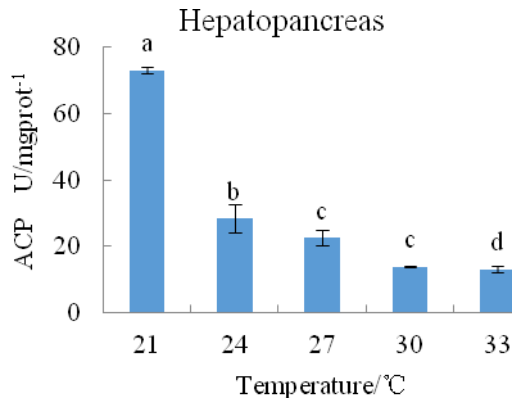 Hepatopancreas
ACP U/mgprot⁻¹
80
60
40
20
0
a
b
c
c
d
21 24 27 30 33
Temperature/℃